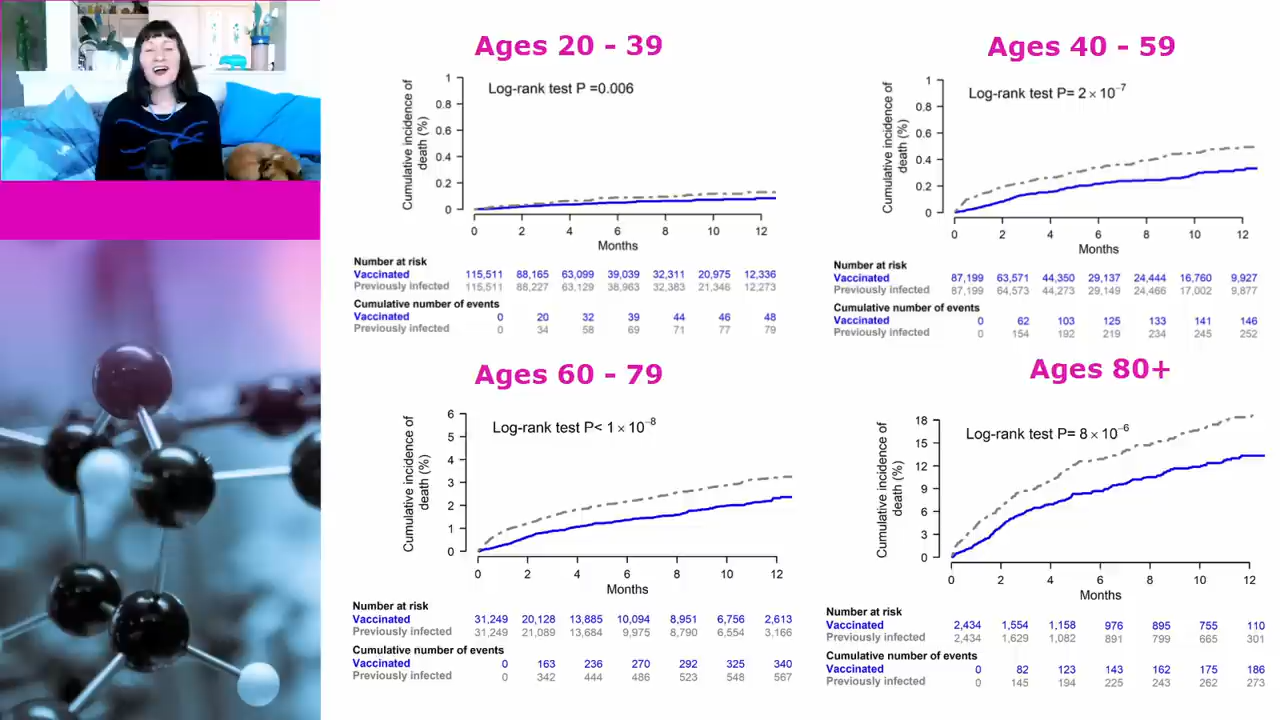 Ages 20 - 39
Cumulative incidence of
death (%)
1
0.8
0.6
0.4
0.2
0
Log-rank test P =0.006
0 2 4 6 8 10 12
Months
Number at risk
Vaccinated 115,511 88,165 63,099 39,039 32,311 20,975 12,336
Previously infected 115,511 88,227 63,129 38,963 32,383 21,346 12,273
Cumulative number of events
Vaccinated 0 20 32 39 44 46 48
Previously infected 0 34 58 69 71 77 79
Ages 40 - 59
Cumulative incidence of
death (%)
1
0.8
0.6
0.4
0.2
0
Log-rank test P= 2 × 10⁻⁷
0 2 4 6 8 10 12
Months
Number at risk
Vaccinated 87,199 63,571 44,350 29,137 24,444 16,760 9,927
Previously infected 87,199 64,573 44,273 29,149 24,466 17,002 9,877
Cumulative number of events
Vaccinated 0 62 103 125 133 141 146
Previously infected 0 154 192 219 234 245 252
Ages 60 - 79
Cumulative incidence of
death (%)
6
5
4
3
2
1
0
Log-rank test P< 1 × 10⁻⁸
0 2 4 6 8 10 12
Months
Number at risk
Vaccinated 31,249 20,128 13,885 10,094 8,951 6,756 2,613
Previously infected 31,249 21,089 13,684 9,975 8,790 6,554 3,166
Cumulative number of events
Vaccinated 0 163 236 270 292 325 340
Previously infected 0 342 444 486 523 548 567
Ages 80+
Cumulative incidence of
death (%)
18
15
12
9
6
3
0
Log-rank test P= 8 × 10⁻⁶
0 2 4 6 8 10 12
Months
Number at risk
Vaccinated 2,434 1,554 1,158 976 895 755 110
Previously infected 2,434 1,629 1,082 891 799 665 301
Cumulative number of events
Vaccinated 0 82 123 143 162 175 186
Previously infected 0 145 194 225 243 262 273